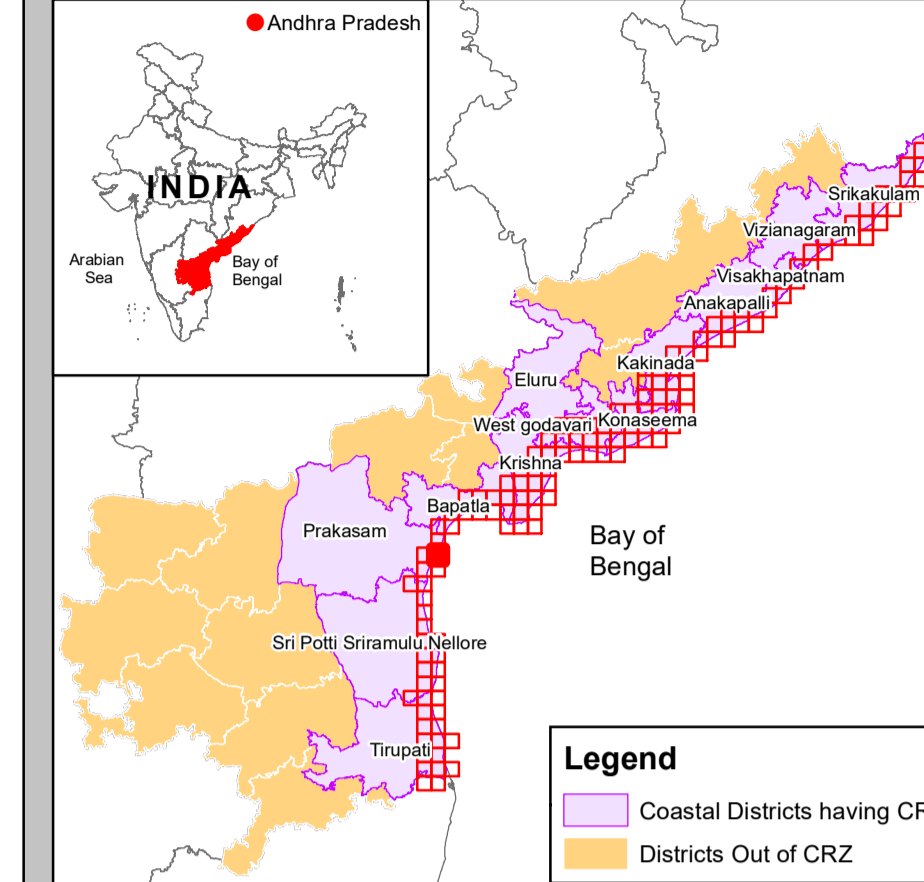 Andhra Pradesh
INDIA
Arabian
Sea
Bay of
Bengal
Srikakulam
Vizianagaram
Visakhapatnam
Anakapalli
Kakinada
Eluru
West godavari
Konaseema
Krishna
Bapatla
Prakasam
Bay of
Bengal
Sri Potti Sriramulu Nellore
Tirupati
Legend
Coastal Districts having CR
Districts Out of CRZ